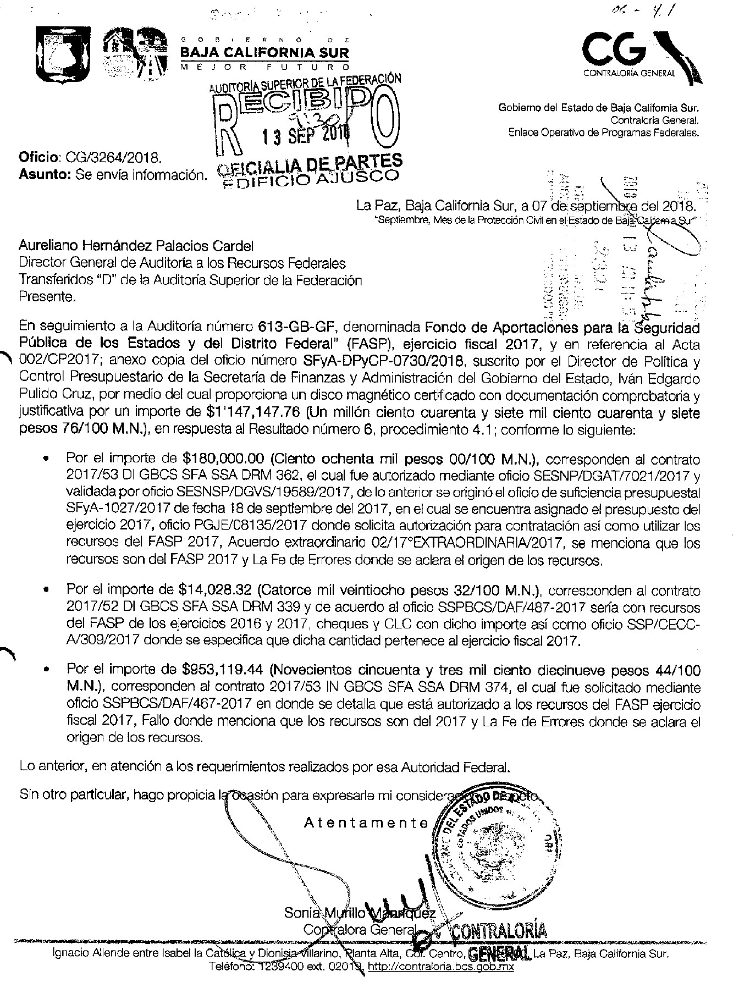 06 - 4.1
GOBIERNO DE
BAJA CALIFORNIA SUR
MEJOR FUTURO
CG
CONTRALORÍA GENERAL
AUDITORÍA SUPERIOR DE LA FEDERACIÓN
RECIBIDO
13 SEP 2018
OFICIALIA DE PARTES
EDIFICIO AJUSCO
Gobierno del Estado de Baja California Sur.
Contraloría General.
Enlace Operativo de Programas Federales.
Oficio: CG/3264/2018.
Asunto: Se envía información.
La Paz, Baja California Sur, a 07 de septiembre del 2018.
"Septiembre, Mes de la Protección Civil en el Estado de Baja California Sur"
Aureliano Hernández Palacios Cardel
Director General de Auditoría a los Recursos Federales
Transferidos "D" de la Auditoría Superior de la Federación
Presente.
En seguimiento a la Auditoría número 613-GB-GF, denominada Fondo de Aportaciones para la Seguridad
Pública de los Estados y del Distrito Federal" (FASP), ejercicio fiscal 2017, y en referencia al Acta
002/CP2017; anexo copia del oficio número SFyA-DPyCP-0730/2018, suscrito por el Director de Política y
Control Presupuestario de la Secretaría de Finanzas y Administración del Gobierno del Estado, Iván Edgardo
Pulido Cruz, por medio del cual proporciona un disco magnético certificado con documentación comprobatoria y
justificativa por un importe de $1'147,147.76 (Un millón ciento cuarenta y siete mil ciento cuarenta y siete
pesos 76/100 M.N.), en respuesta al Resultado número 6, procedimiento 4.1; conforme lo siguiente:
• Por el importe de $180,000.00 (Ciento ochenta mil pesos 00/100 M.N.), corresponden al contrato
2017/53 DI GBCS SFA SSA DRM 362, el cual fue autorizado mediante oficio SESNP/DGAT/7021/2017 y
validada por oficio SESNSP/DGVS/19589/2017, de lo anterior se originó el oficio de suficiencia presupuestal
SFyA-1027/2017 de fecha 18 de septiembre del 2017, en el cual se encuentra asignado el presupuesto del
ejercicio 2017, oficio PGJE/08135/2017 donde solicita autorización para contratación así como utilizar los
recursos del FASP 2017, Acuerdo extraordinario 02/17°EXTRAORDINARIA/2017, se menciona que los
recursos son del FASP 2017 y La Fe de Errores donde se aclara el origen de los recursos.
• Por el importe de $14,028.32 (Catorce mil veintiocho pesos 32/100 M.N.), corresponden al contrato
2017/52 DI GBCS SFA SSA DRM 339 y de acuerdo al oficio SSPBCS/DAF/487-2017 sería con recursos
del FASP de los ejercicios 2016 y 2017, cheques y CLC con dicho importe así como oficio SSP/CECC-
A/309/2017 donde se especifica que dicha cantidad pertenece al ejercicio fiscal 2017.
• Por el importe de $953,119.44 (Novecientos cincuenta y tres mil ciento diecinueve pesos 44/100
M.N.), corresponden al contrato 2017/53 IN GBCS SFA SSA DRM 374, el cual fue solicitado mediante
oficio SSPBCS/DAF/467-2017 en donde se detalla que está autorizado a los recursos del FASP ejercicio
fiscal 2017, Fallo donde menciona que los recursos son del 2017 y La Fe de Errores donde se aclara el
origen de los recursos.
Lo anterior, en atención a los requerimientos realizados por esa Autoridad Federal.
Sin otro particular, hago propicia la ocasión para expresarle mi consideración y respeto.
Atentamente
Sonia Murillo Manríquez
Contralora General
CONTRALORÍA
GENERAL
Ignacio Allende entre Isabel la Católica y Dionisia Villarino, Planta Alta, Col. Centro, La Paz, Baja California Sur.
Teléfono: 1239400 ext. 02019, http://contraloria.bcs.gob.mx